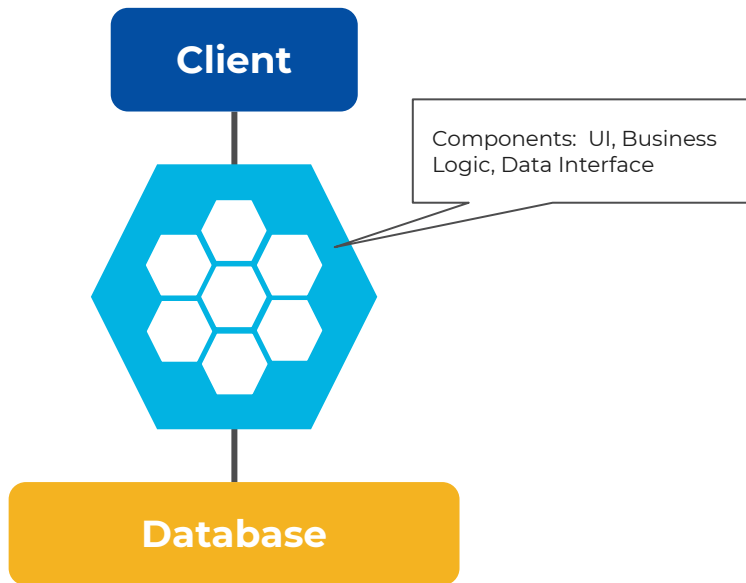 Client
Components: UI, Business
Logic, Data Interface
Database